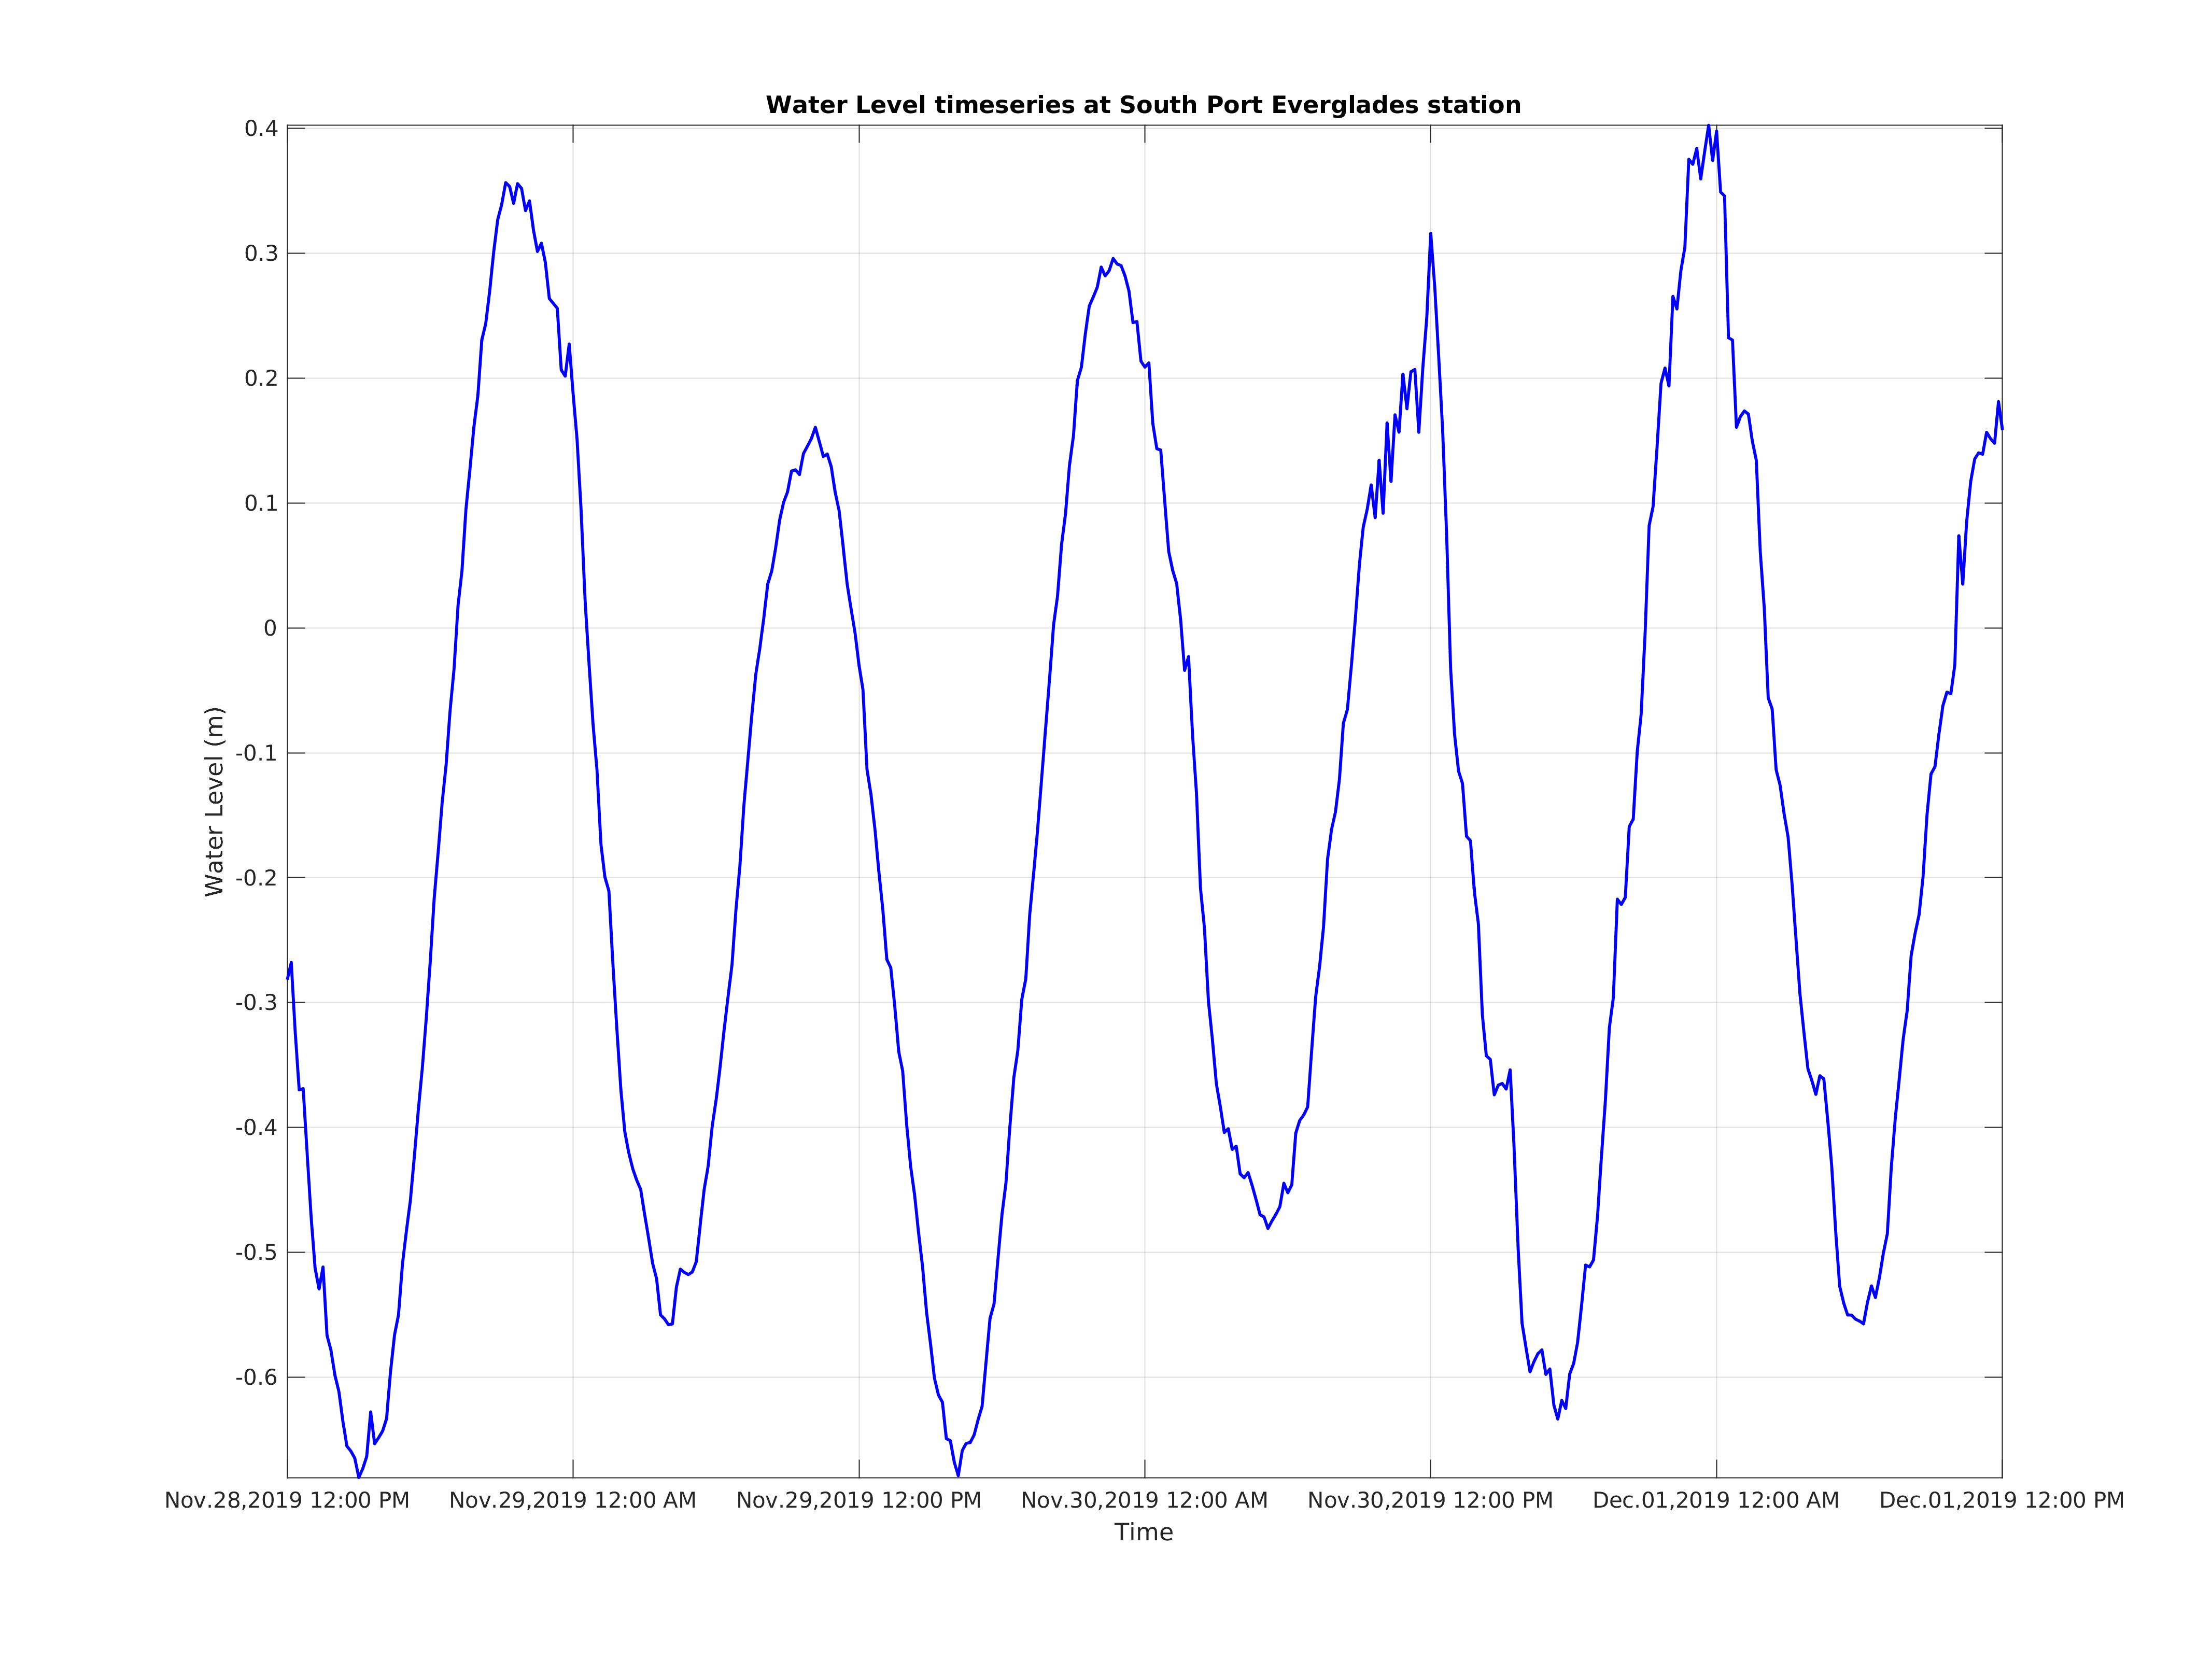 Water Level timeseries at South Port Everglades station
0.4
0.3
0.2
0.1
0
-0.1
-0.2
-0.3
-0.4
-0.5
-0.6
Water Level (m)
Nov.28,2019 12:00 PM
Nov.29,2019 12:00 AM
Nov.29,2019 12:00 PM
Nov.30,2019 12:00 AM
Nov.30,2019 12:00 PM
Dec.01,2019 12:00 AM
Dec.01,2019 12:00 PM
Time